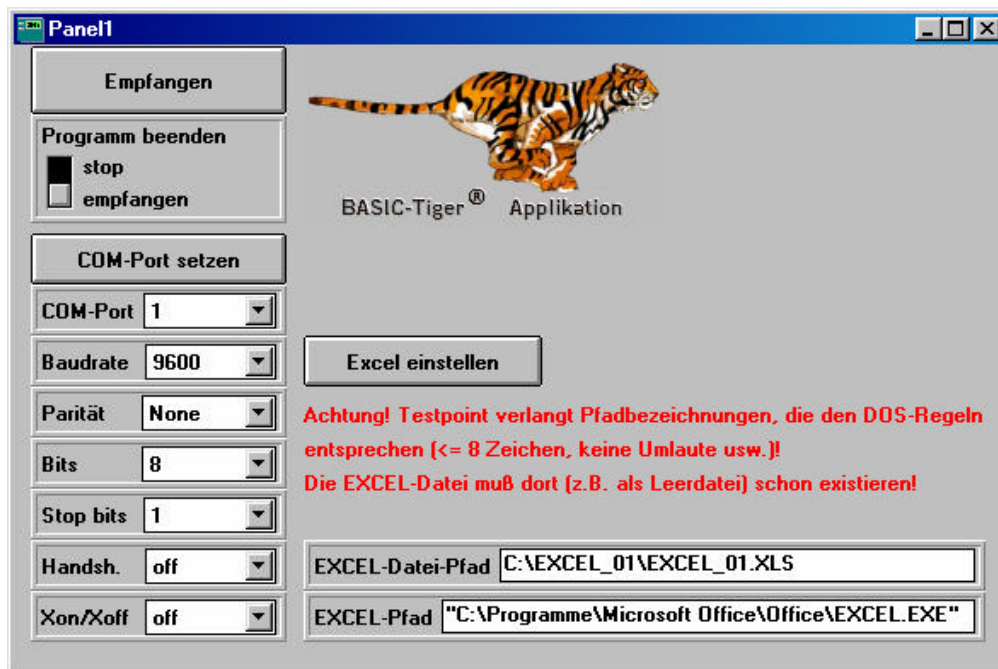 Panel1
Empfangen
Programm beenden
stop
empfangen
BASIC-Tiger® Applikation
COM-Port setzen
COM-Port 1
Baudrate 9600
Parität None
Bits 8
Stop bits 1
Handsh. off
Xon/Xoff off
Excel einstellen
Achtung! Testpoint verlangt Pfadbezeichnungen, die den DOS-Regeln
entsprechen (<= 8 Zeichen, keine Umlaute usw.)!
Die EXCEL-Datei muß dort (z.B. als Leerdatei) schon existieren!
EXCEL-Datei-Pfad C:\EXCEL_01\EXCEL_01.XLS
EXCEL-Pfad "C:\Programme\Microsoft Office\Office\EXCEL.EXE"